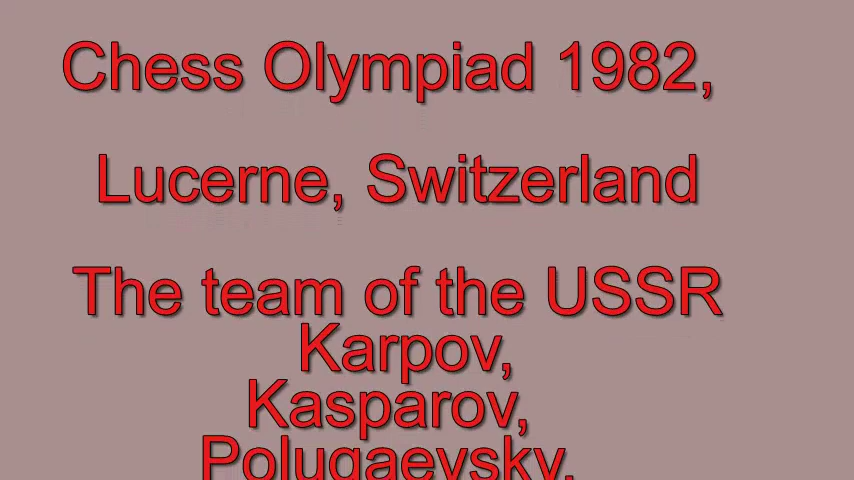 Chess Olympiad 1982,
Lucerne, Switzerland
The team of the USSR
Karpov,
Kasparov,
Polugaevsky,